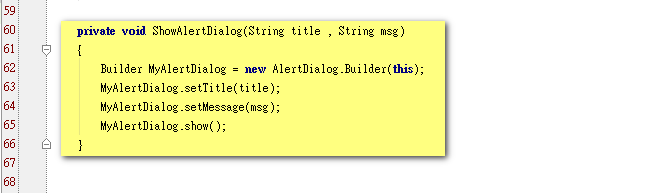 59
60 private void ShowAlertDialog(String title , String msg)
61 {
62 Builder MyAlertDialog = new AlertDialog.Builder(this);
63 MyAlertDialog.setTitle(title);
64 MyAlertDialog.setMessage(msg);
65 MyAlertDialog.show();
66 }
67
68